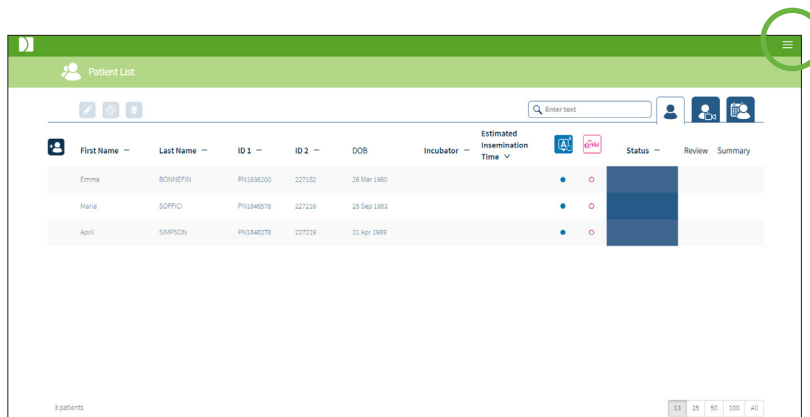 Patient List
Enter text
First Name
Last Name
ID 1
ID 2
DOB
Incubator
Estimated
Insemination
Time
A
Geri
Status
Review
Summary
Emma BONNEFIN PN1838200 227152 26 Mar 1980
Maria SOFFICI PN1846578 227216 25 Sep 1983
April SIMPSON PN1848278 227219 21 Apr 1989
3 patients
13 25 50 100 All